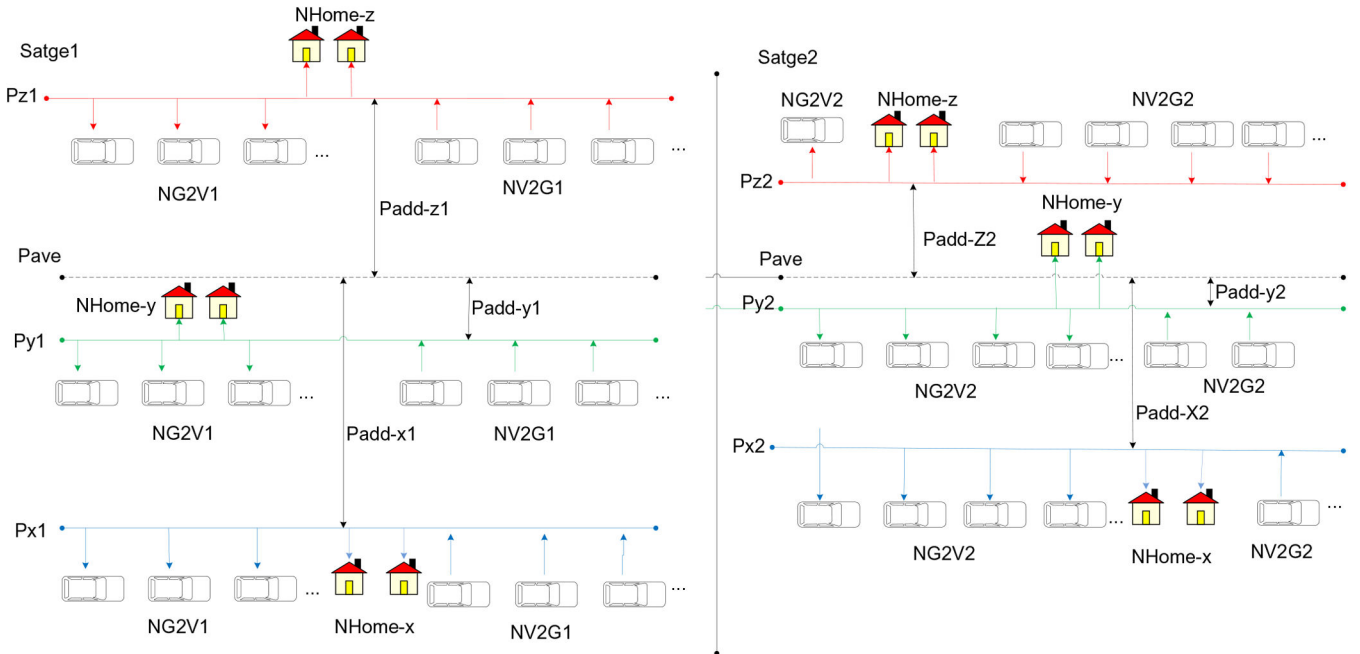 Satge1
NHome-z
Pz1
...
...
NG2V1
NV2G1
Padd-z1
Pave
NHome-y
Padd-y1
Py1
...
...
NG2V1
NV2G1
Padd-x1
Px1
...
...
NG2V1
NHome-x
NV2G1
Satge2
NG2V2
NHome-z
NV2G2
...
Pz2
NHome-y
Padd-Z2
Pave
Padd-y2
Py2
...
...
NG2V2
NV2G2
Padd-X2
Px2
...
...
NG2V2
NHome-x
NV2G2